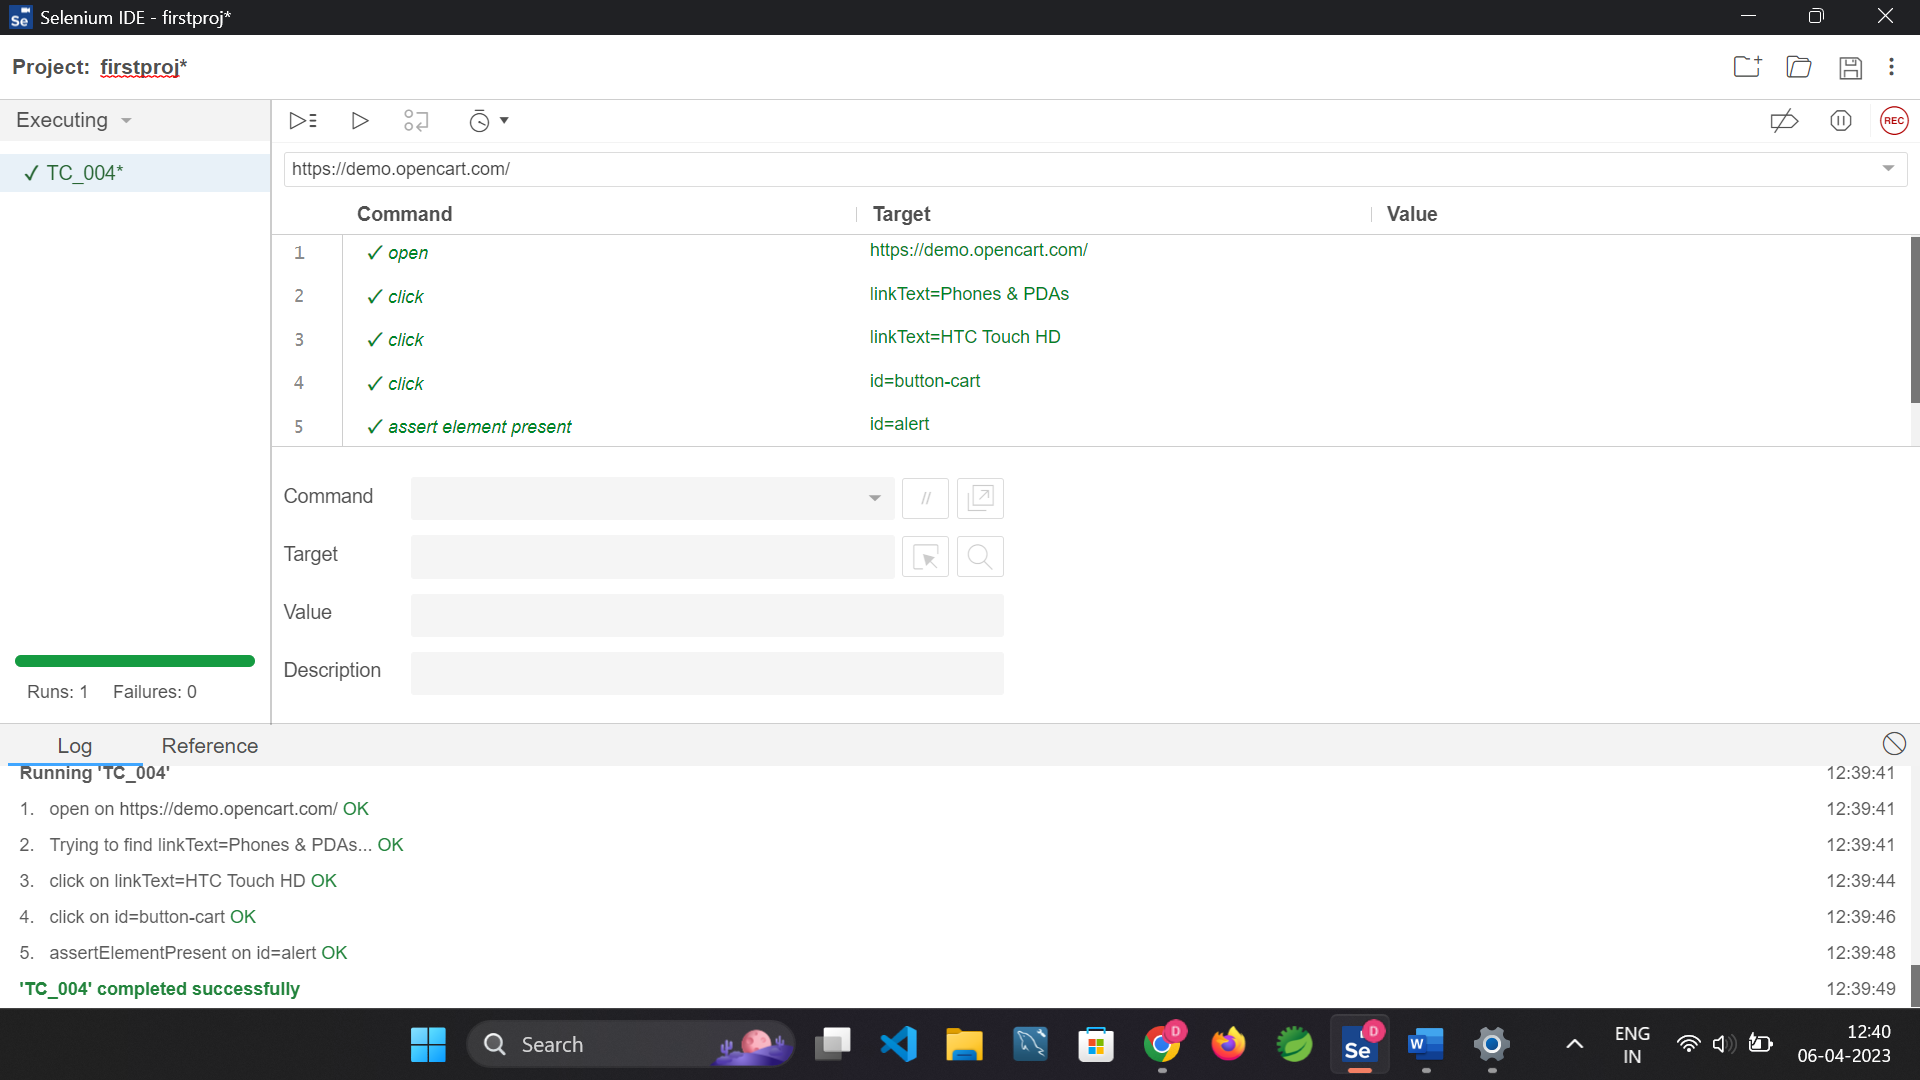 Se Selenium IDE - firstproj*
Project: firstproj*
Executing
REC
✓ TC_004*
https://demo.opencart.com/
Command Target Value
1 ✓ open https://demo.opencart.com/
2 ✓ click linkText=Phones & PDAs
3 ✓ click linkText=HTC Touch HD
4 ✓ click id=button-cart
5 ✓ assert element present id=alert
Command //
Target
Value
Description
Runs: 1 Failures: 0
Log Reference
Running 'TC_004' 12:39:41
1. open on https://demo.opencart.com/ OK 12:39:41
2. Trying to find linkText=Phones & PDAs... OK 12:39:41
3. click on linkText=HTC Touch HD OK 12:39:44
4. click on id=button-cart OK 12:39:46
5. assertElementPresent on id=alert OK 12:39:48
'TC_004' completed successfully 12:39:49
Search D Se D W ENG 12:40
IN 06-04-2023